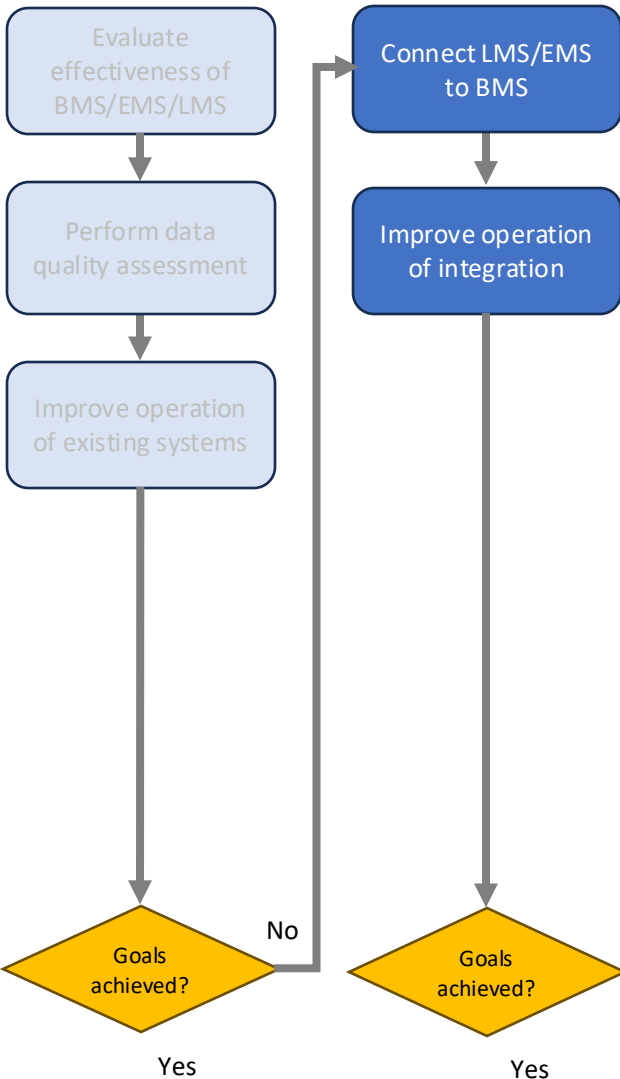 Evaluate
effectiveness of
BMS/EMS/LMS
Perform data
quality assessment
Improve operation
of existing systems
Goals
achieved?
No
Yes
Connect LMS/EMS
to BMS
Improve operation
of integration
Goals
achieved?
Yes